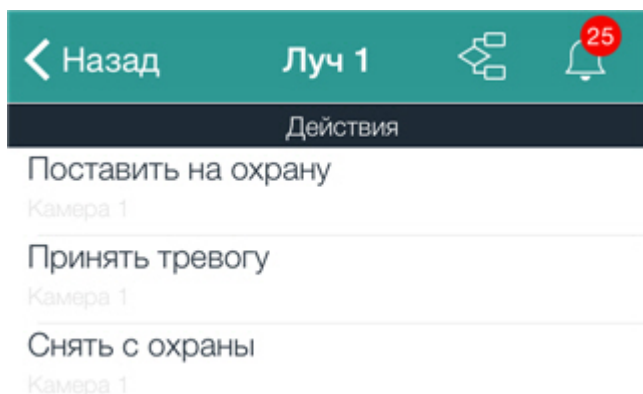 Назад Луч 1 25
Действия
Поставить на охрану
Камера 1
Принять тревогу
Камера 1
Снять с охраны
Камера 1